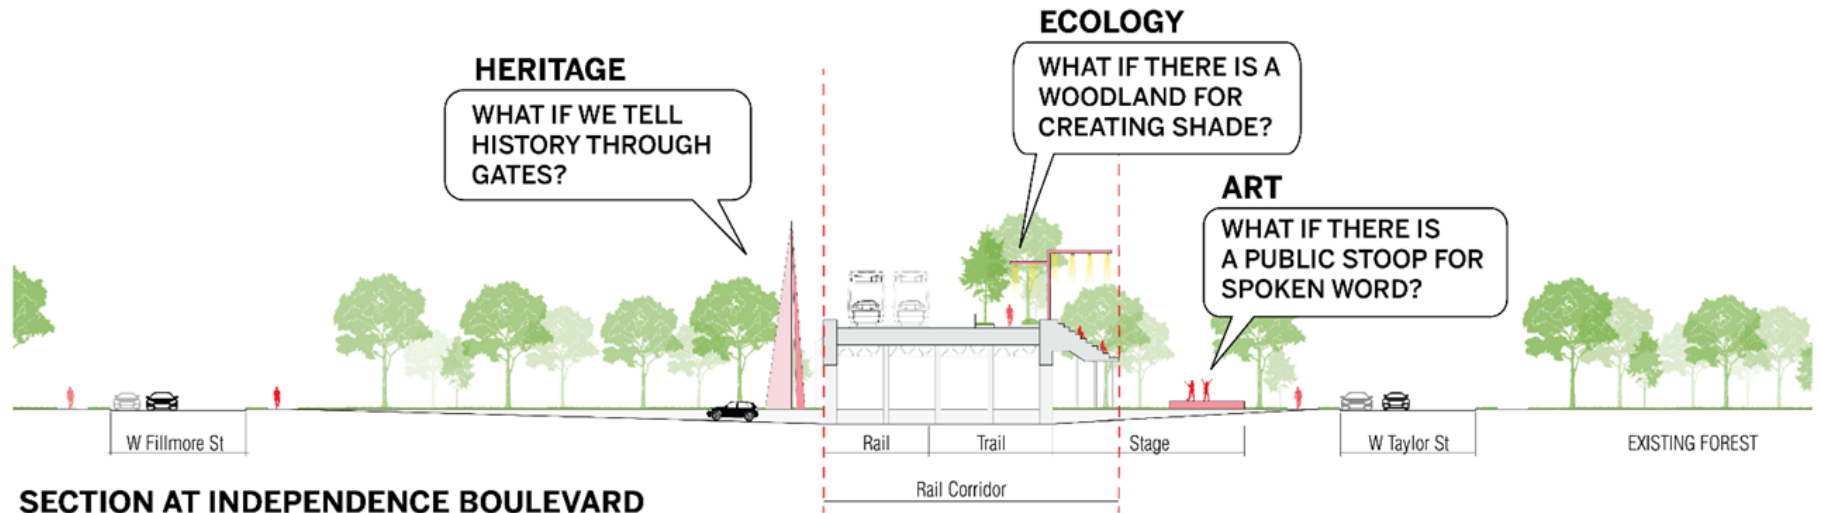 ECOLOGY
WHAT IF THERE IS A
WOODLAND FOR
CREATING SHADE?
HERITAGE
WHAT IF WE TELL
HISTORY THROUGH
GATES?
ART
WHAT IF THERE IS
A PUBLIC STOOP FOR
SPOKEN WORD?
W Fillmore St
Rail
Trail
Stage
W Taylor St
EXISTING FOREST
Rail Corridor
SECTION AT INDEPENDENCE BOULEVARD